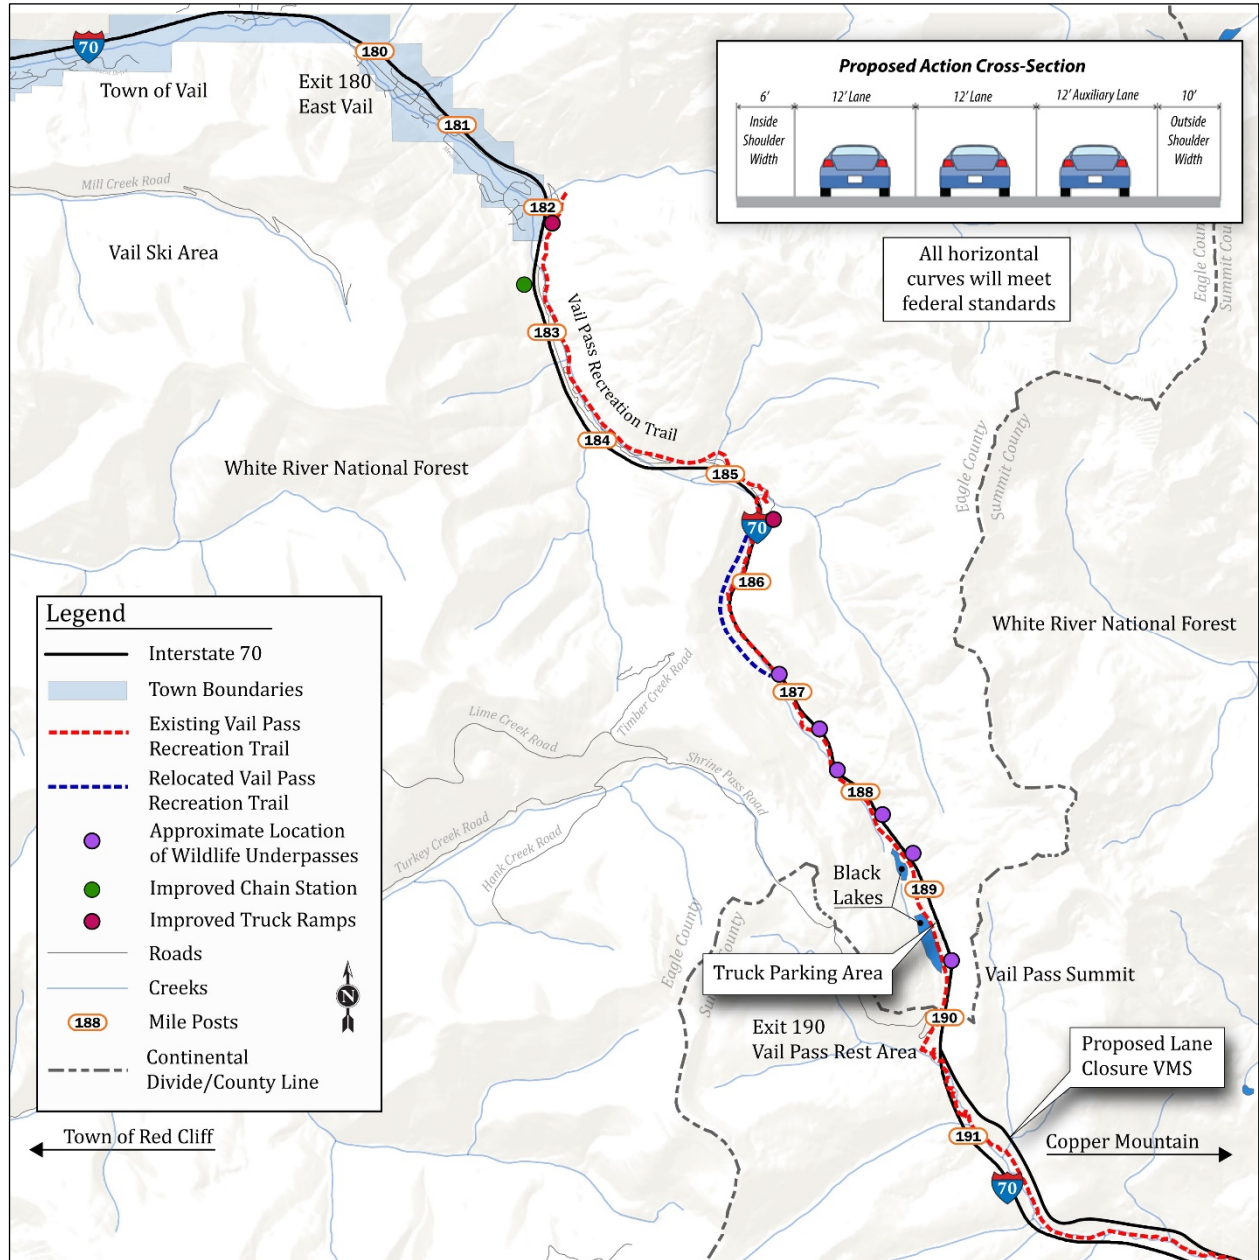 70
180
Town of Vail
Exit 180
East Vail
181
Mill Creek Road
182
Vail Ski Area
183
Vail Pass Recreation Trail
184
White River National Forest
185
70
186
Proposed Action Cross-Section
6'
12' Lane
12' Lane
12' Auxiliary Lane
10'
Inside
Shoulder
Width
Outside
Shoulder
Width
All horizontal
curves will meet
federal standards
Eagle County
Summit County
Eagle County
Summit County
White River National Forest
Legend
Interstate 70
Town Boundaries
Existing Vail Pass
Recreation Trail
Relocated Vail Pass
Recreation Trail
Approximate Location
of Wildlife Underpasses
Improved Chain Station
Improved Truck Ramps
Roads
Creeks
N
188
Mile Posts
Continental
Divide/County Line
187
Timber Creek Road
Lime Creek Road
Shrine Pass Road
Turkey Creek Road
Hank Creek Road
188
Black
Lakes
189
Truck Parking Area
Vail Pass Summit
Eagle County
190
Exit 190
Vail Pass Rest Area
Proposed Lane
Closure VMS
191
Town of Red Cliff
Copper Mountain
70